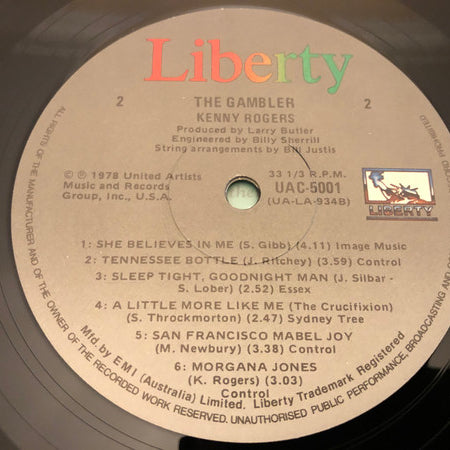 Liberty
2 THE GAMBLER 2
KENNY ROGERS
Produced by Larry Butler
Engineered by Billy Sherrill
String arrangements by Bill Justis
© ℗ 1978 United Artists
Music and Records
Group, Inc., U.S.A.
33 1/3 R.P.M.
UAC-5001
(UA-LA-934B)
LIBERTY
1: SHE BELIEVES IN ME (S. Gibb) (4.11) Image Music
2: TENNESSEE BOTTLE (J. Ritchey) (3.59) Control
3: SLEEP TIGHT, GOODNIGHT MAN (J. Silbar -
S. Lober) (2.52) Essex
4: A LITTLE MORE LIKE ME (The Crucifixion)
(S. Throckmorton) (2.47) Sydney Tree
5: SAN FRANCISCO MABEL JOY
(M. Newbury) (3.38) Control
6: MORGANA JONES
(K. Rogers) (3.03)
Control
Mfd. by EMI (Australia) Limited. Liberty Trademark Registered
ALL RIGHTS OF THE MANUFACTURER AND OF THE OWNER OF THE RECORDED WORK RESERVED. UNAUTHORISED PUBLIC PERFORMANCE, BROADCASTING AND
PROHIBITED